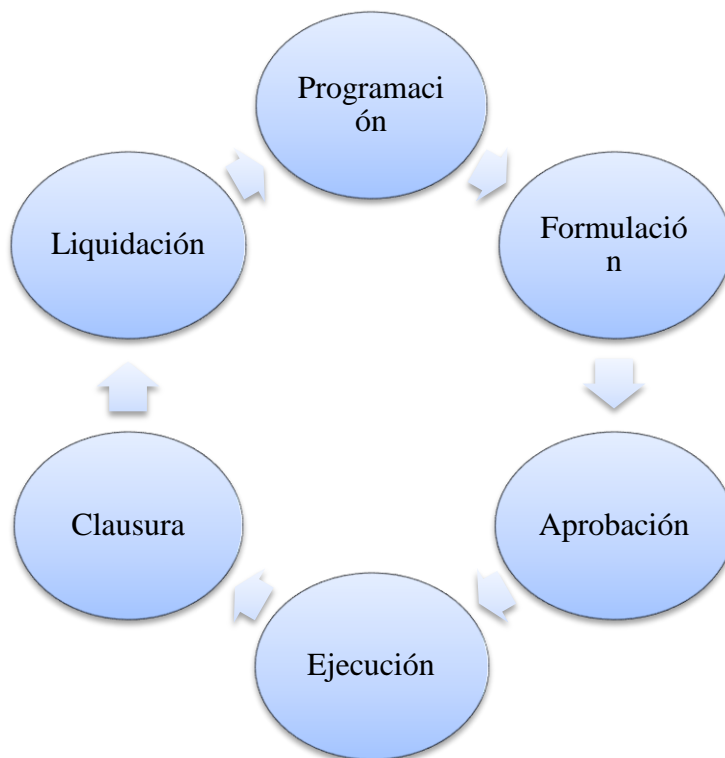 Programaci
ón
Formulació
n
Aprobación
Ejecución
Clausura
Liquidación